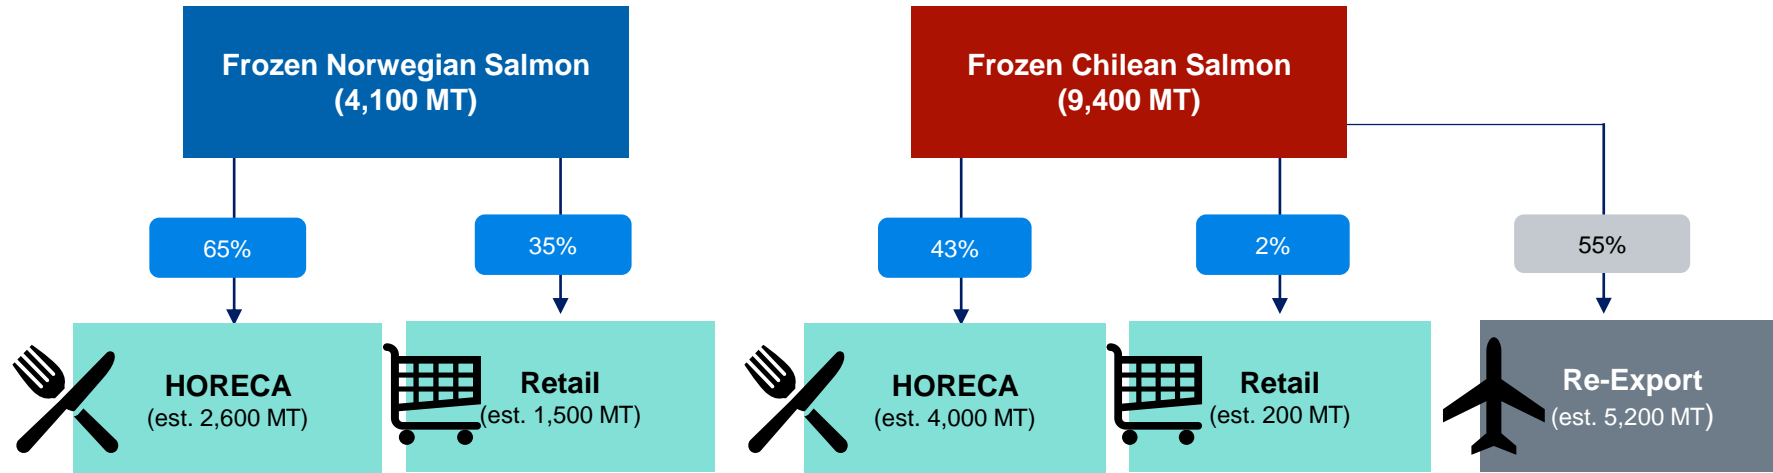 Frozen Norwegian Salmon
(4,100 MT)
Frozen Chilean Salmon
(9,400 MT)
65%
35%
43%
2%
55%
HORECA
(est. 2,600 MT)
Retail
(est. 1,500 MT)
HORECA
(est. 4,000 MT)
Retail
(est. 200 MT)
Re-Export
(est. 5,200 MT)